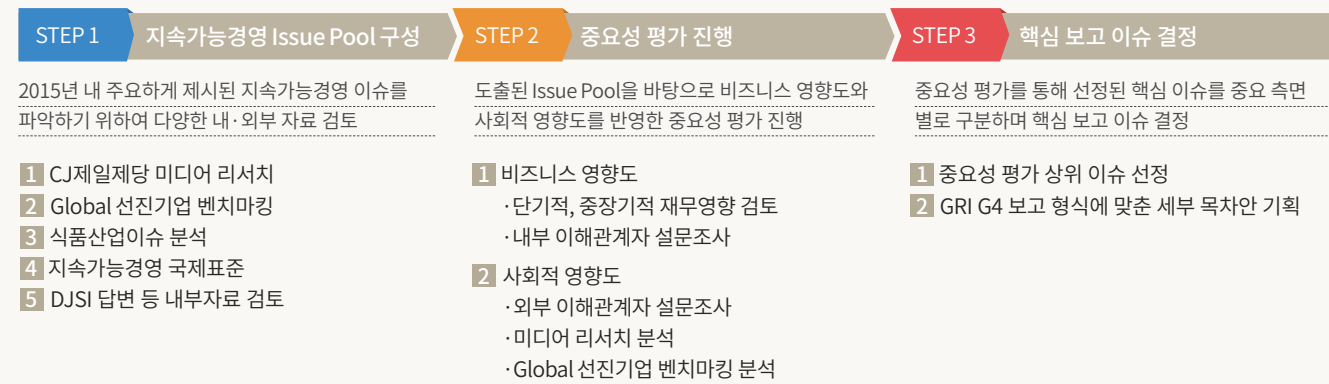 STEP 1 지속가능경영 Issue Pool 구성
2015년 내 주요하게 제시된 지속가능경영 이슈를
파악하기 위하여 다양한 내·외부 자료 검토
1 CJ제일제당 미디어 리서치
2 Global 선진기업 벤치마킹
3 식품산업이슈 분석
4 지속가능경영 국제표준
5 DJSI 답변 등 내부자료 검토
STEP 2 중요성 평가 진행
도출된 Issue Pool을 바탕으로 비즈니스 영향도와
사회적 영향도를 반영한 중요성 평가 진행
1 비즈니스 영향도
·단기적, 중장기적 재무영향 검토
·내부 이해관계자 설문조사
2 사회적 영향도
·외부 이해관계자 설문조사
·미디어 리서치 분석
·Global 선진기업 벤치마킹 분석
STEP 3 핵심 보고 이슈 결정
중요성 평가를 통해 선정된 핵심 이슈를 중요 측면
별로 구분하며 핵심 보고 이슈 결정
1 중요성 평가 상위 이슈 선정
2 GRI G4 보고 형식에 맞춘 세부 목차안 기획